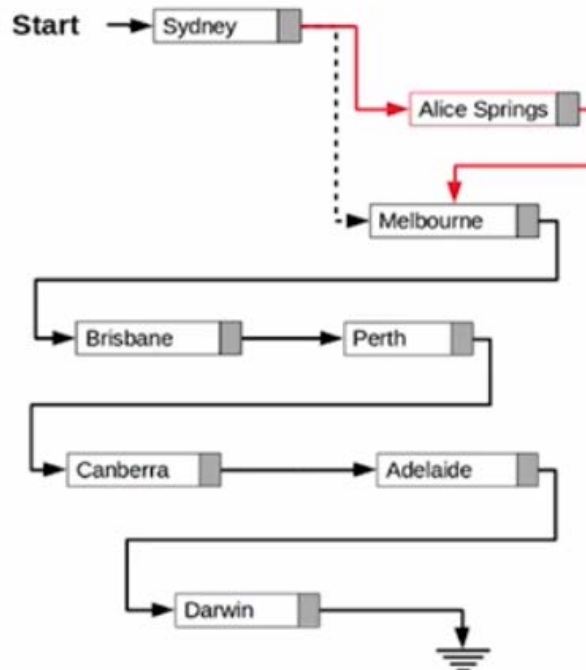 Start
Sydney
Alice Springs
Melbourne
Brisbane
Perth
Canberra
Adelaide
Darwin